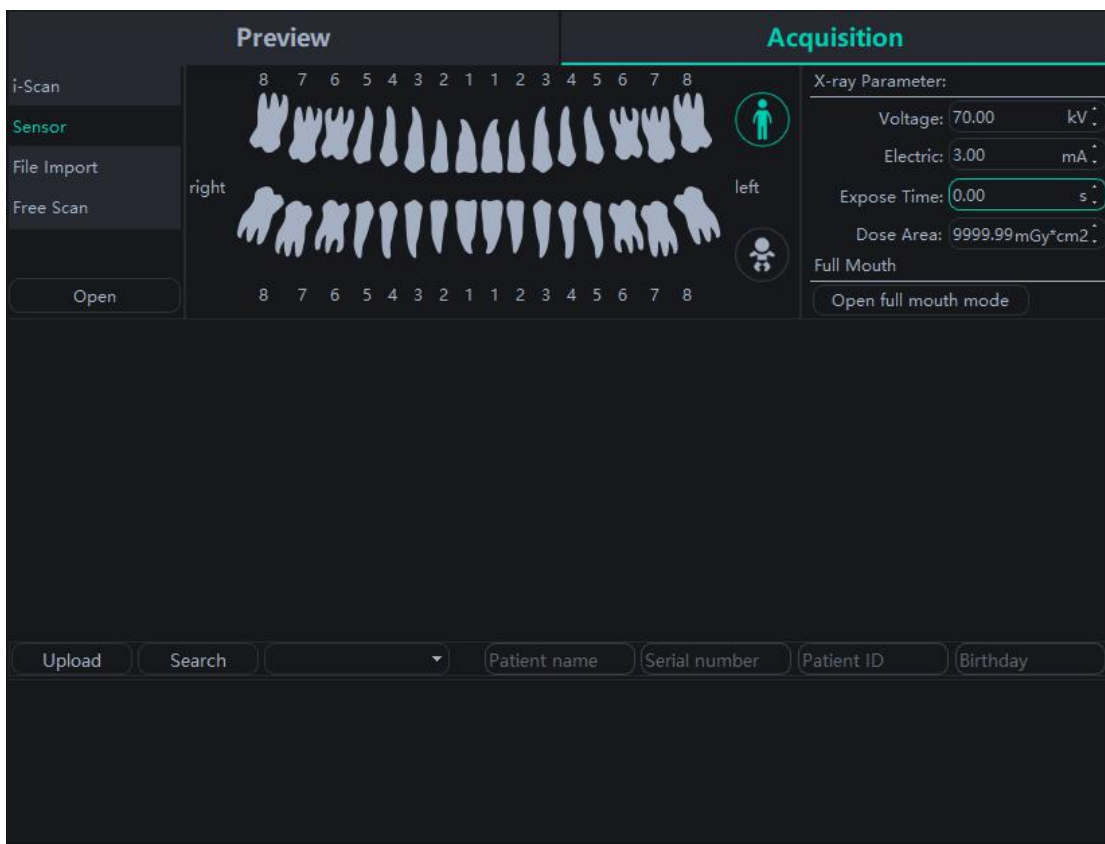 Preview
Acquisition
i-Scan
Sensor
File Import
Free Scan
Open
8 7 6 5 4 3 2 1 1 2 3 4 5 6 7 8
right
left
8 7 6 5 4 3 2 1 1 2 3 4 5 6 7 8
X-ray Parameter:
Voltage: 70.00 kV
Electric: 3.00 mA
Expose Time: 0.00 s
Dose Area: 9999.99mGy*cm2
Full Mouth
Open full mouth mode
Upload Search Patient name Serial number Patient ID Birthday